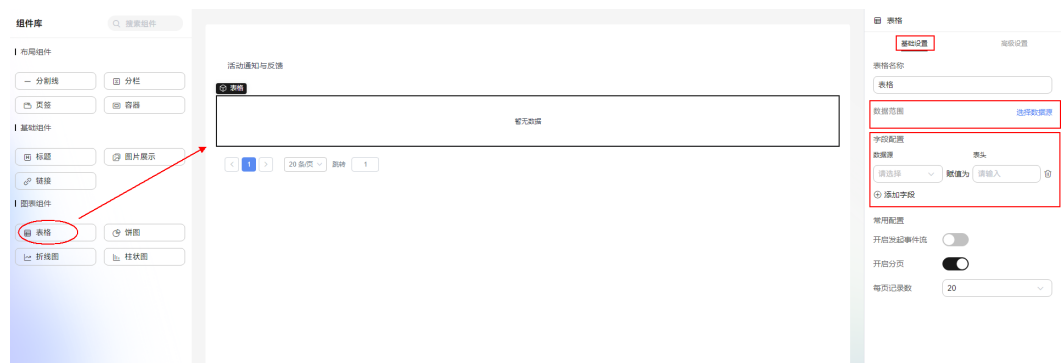 组件库
搜索组件
布局组件
分割线
分栏
页签
容器
基础组件
标题
图片展示
链接
图表组件
表格
饼图
折线图
柱状图
活动通知与反馈
表格
暂无数据
1
20 条/页
跳转
1
表格
基础设置
高级设置
表格名称
表格
数据范围
选择数据源
字段配置
数据源
表头
请选择
赋值为
请输入
添加字段
常用配置
开启发起事件流
开启分页
每页记录数
20